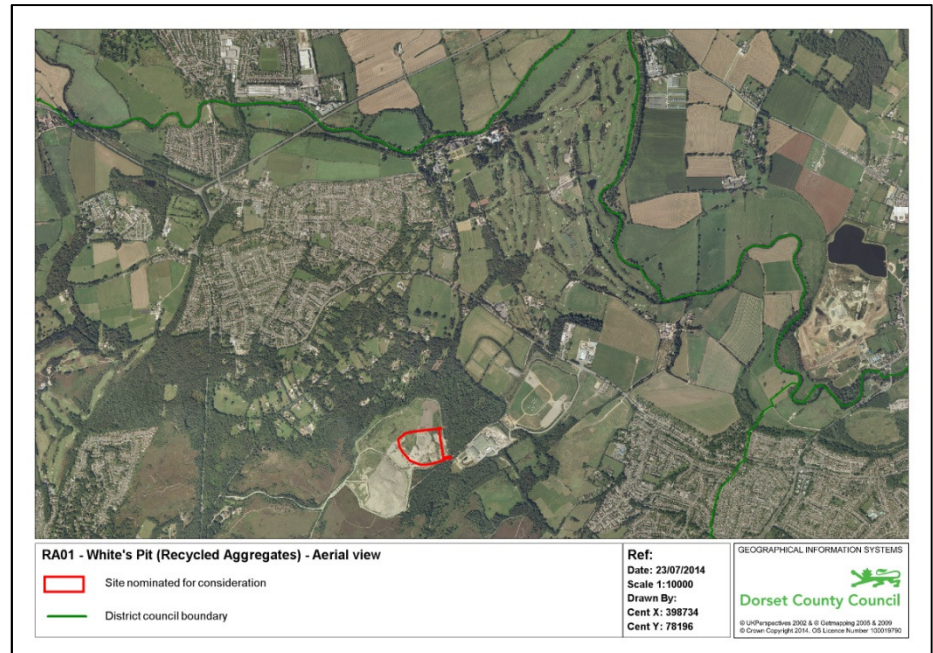 RA01 - White's Pit (Recycled Aggregates) - Aerial view
Site nominated for consideration
District council boundary
Ref:
Date: 23/07/2014
Scale 1:10000
Drawn By:
Cent X: 398734
Cent Y: 78196
GEOGRAPHICAL INFORMATION SYSTEMS
Dorset County Council
© UKPerspectives 2002 & © Getmapping 2005 & 2009
© Crown Copyright 2014. OS Licence Number 100019790